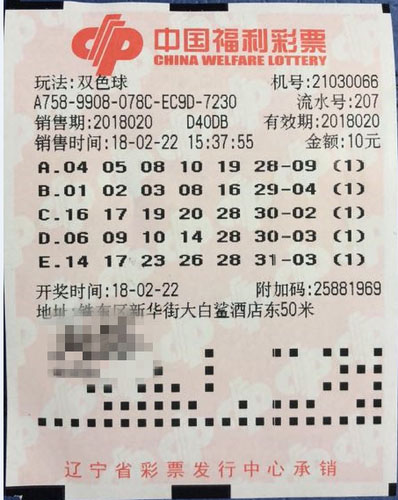 中国福利彩票
CHINA WELFARE LOTTERY
玩法:双色球 机号:21030066
A758-9908-078C-EC9D-7230 流水号:207
销售期:2018020 D40DB 有效期:2018020
销售时间:18-02-22 15:37:55 金额:10元
A.04 05 08 10 19 28-09 (1)
B.01 02 03 08 16 29-04 (1)
C.16 17 19 20 28 30-02 (1)
D.06 09 10 14 28 30-03 (1)
E.14 17 23 26 28 31-03 (1)
开奖时间:18-02-22 附加码:25881969
地址:铁东区新华街大白鲨酒店东50米
辽宁省彩票发行中心承销